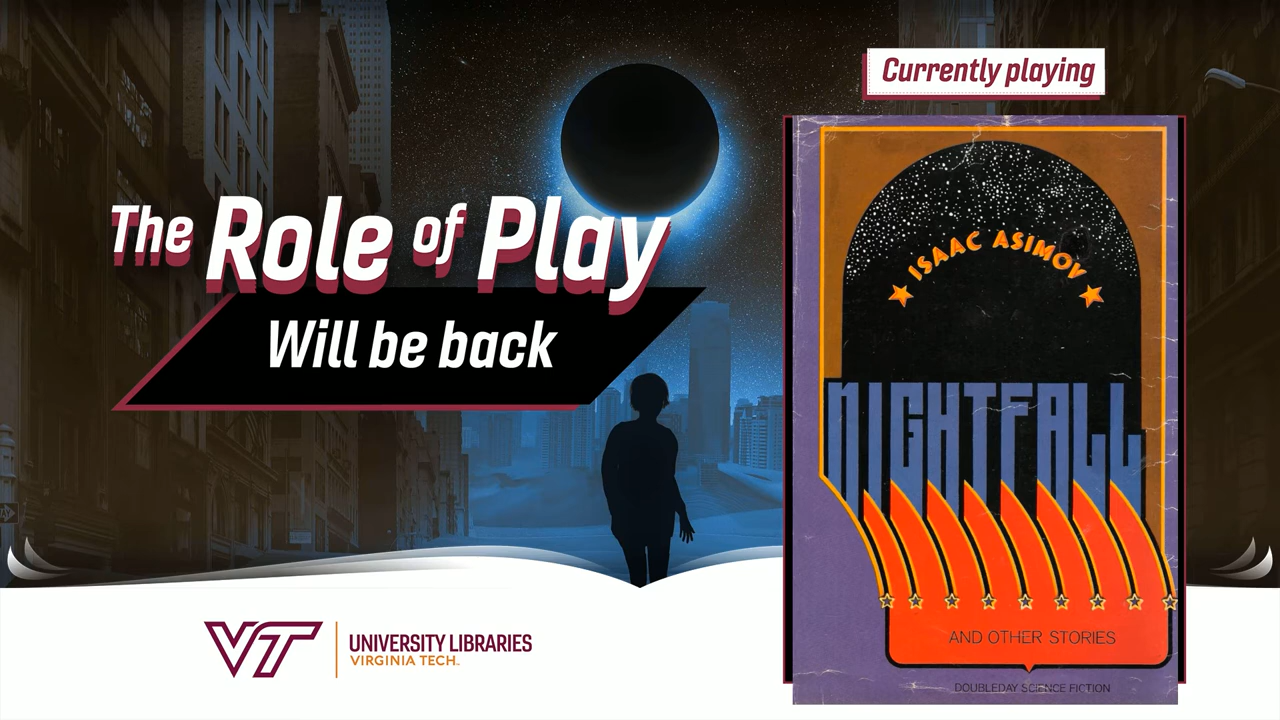 The Role of Play
Will be back
VT
UNIVERSITY LIBRARIES
VIRGINIA TECH.
Currently playing
ISAAC ASIMOV
NIGHTFALL
AND OTHER STORIES
DOUBLEDAY SCIENCE FICTION